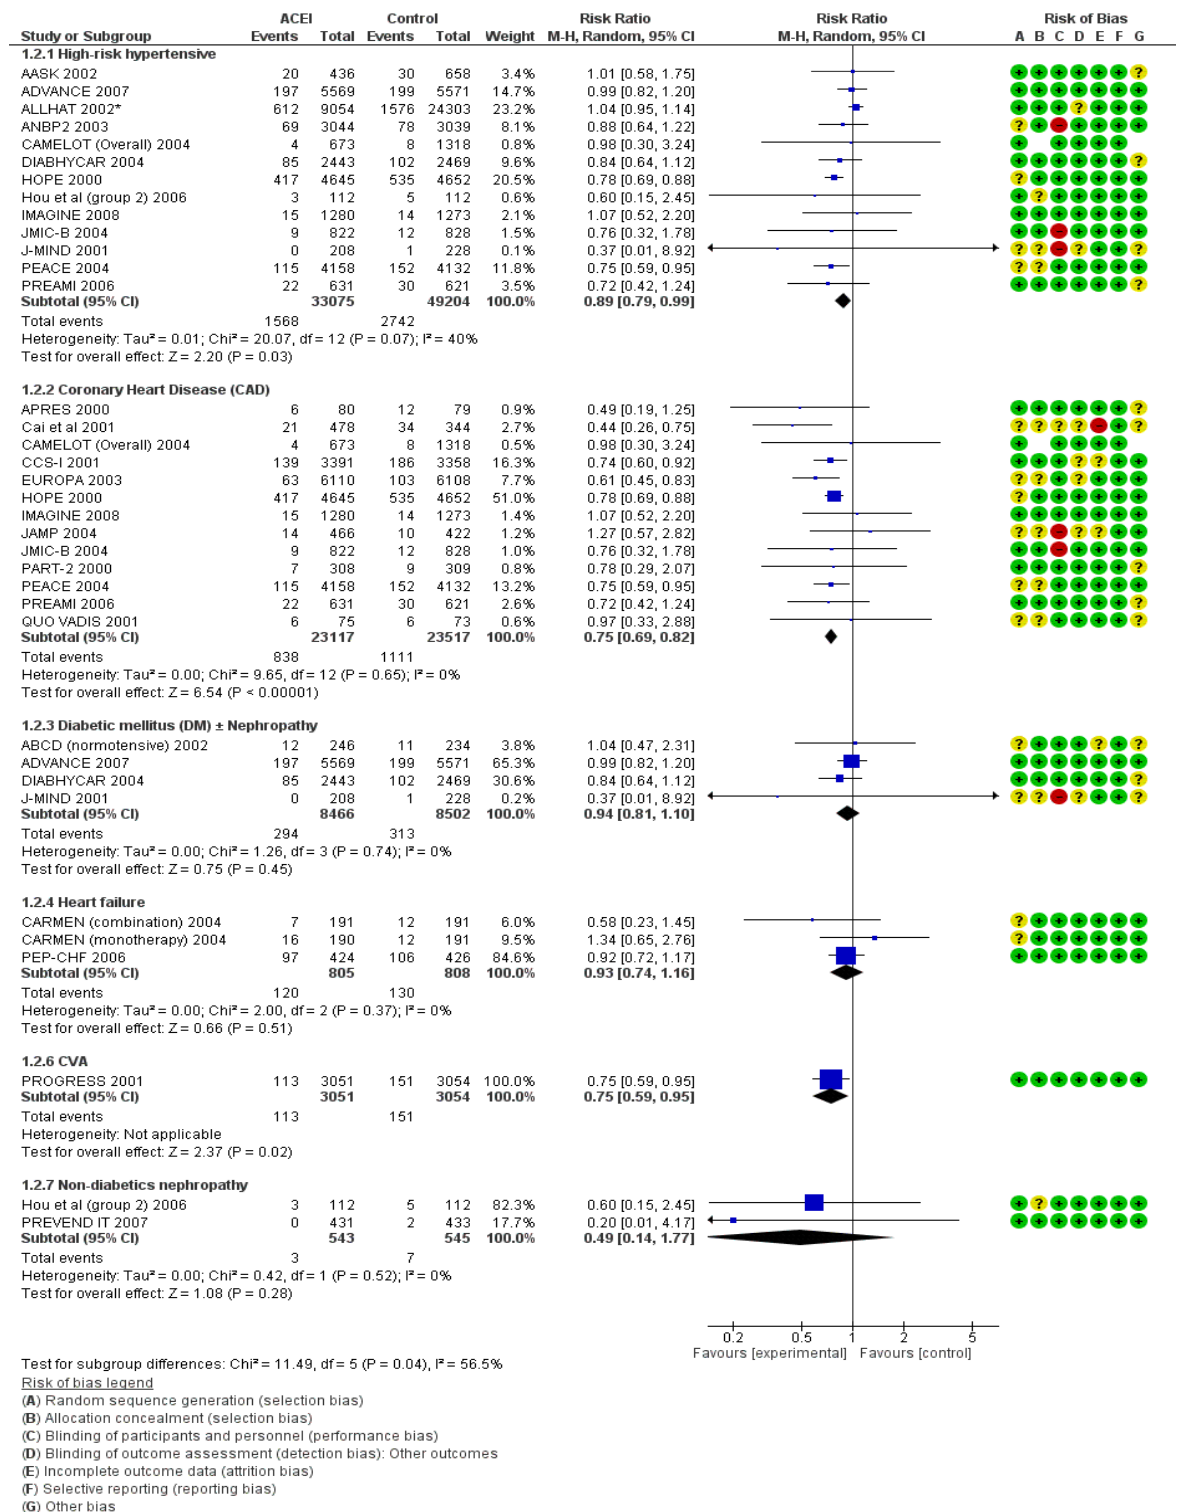 ACEI Control Risk Ratio Risk Ratio Risk of Bias
Study or Subgroup Events Total Events Total Weight M-H, Random, 95% CI M-H, Random, 95% CI A B C D E F G
1.2.1 High-risk hypertensive
AASK 2002 20 436 30 658 3.4% 1.01 [0.58, 1.75] + + + + + + ?
ADVANCE 2007 197 5569 199 5571 14.7% 0.99 [0.82, 1.20] + + + + + + +
ALLHAT 2002* 612 9054 1576 24303 23.2% 1.04 [0.95, 1.14] + + + ? + + +
ANBP2 2003 69 3044 78 3039 8.1% 0.88 [0.64, 1.22] ? + - + + + +
CAMELOT (Overall) 2004 4 673 8 1318 0.8% 0.98 [0.30, 3.24] + + + + +
DIABHYCAR 2004 85 2443 102 2469 9.6% 0.84 [0.64, 1.12] + + + + + + ?
HOPE 2000 417 4645 535 4652 20.5% 0.78 [0.69, 0.88] ? + + + + + +
Hou et al (group 2) 2006 3 112 5 112 0.6% 0.60 [0.15, 2.45] + ? + + + + +
IMAGINE 2008 15 1280 14 1273 2.1% 1.07 [0.52, 2.20] + + + + + + +
JMIC-B 2004 9 822 12 828 1.5% 0.76 [0.32, 1.78] + + - + + + +
J-MIND 2001 0 208 1 228 0.1% 0.37 [0.01, 8.92] ? ? - ? + + ?
PEACE 2004 115 4158 152 4132 11.8% 0.75 [0.59, 0.95] ? ? + + + + +
PREAMI 2006 22 631 30 621 3.5% 0.72 [0.42, 1.24] + + + + + + ?
Subtotal (95% CI) 33075 49204 100.0% 0.89 [0.79, 0.99]
Total events 1568 2742
Heterogeneity: Tau² = 0.01; Chi² = 20.07, df = 12 (P = 0.07); I² = 40%
Test for overall effect: Z = 2.20 (P = 0.03)
1.2.2 Coronary Heart Disease (CAD)
APRES 2000 6 80 12 79 0.9% 0.49 [0.19, 1.25] + + + + + + ?
Cai et al 2001 21 478 34 344 2.7% 0.44 [0.26, 0.75] ? ? ? ? - + ?
CAMELOT (Overall) 2004 4 673 8 1318 0.5% 0.98 [0.30, 3.24] + + + + +
CCS-I 2001 139 3391 186 3358 16.3% 0.74 [0.60, 0.92] + + + ? ? + +
EUROPA 2003 63 6110 103 6108 7.7% 0.61 [0.45, 0.83] ? ? + ? + + +
HOPE 2000 417 4645 535 4652 51.0% 0.78 [0.69, 0.88] ? + + + + + +
IMAGINE 2008 15 1280 14 1273 1.4% 1.07 [0.52, 2.20] + + + + + + +
JAMP 2004 14 466 10 422 1.2% 1.27 [0.57, 2.82] ? ? - ? ? + ?
JMIC-B 2004 9 822 12 828 1.0% 0.76 [0.32, 1.78] + + - + + + +
PART-2 2000 7 308 9 309 0.8% 0.78 [0.29, 2.07] + + + + + + ?
PEACE 2004 115 4158 152 4132 13.2% 0.75 [0.59, 0.95] ? ? + + + + +
PREAMI 2006 22 631 30 621 2.6% 0.72 [0.42, 1.24] + + + + + + ?
QUO VADIS 2001 6 75 6 73 0.6% 0.97 [0.33, 2.88] ? ? + + + + ?
Subtotal (95% CI) 23117 23517 100.0% 0.75 [0.69, 0.82]
Total events 838 1111
Heterogeneity: Tau² = 0.00; Chi² = 9.65, df = 12 (P = 0.65); I² = 0%
Test for overall effect: Z = 6.54 (P < 0.00001)
1.2.3 Diabetic mellitus (DM) ± Nephropathy
ABCD (normotensive) 2002 12 246 11 234 3.8% 1.04 [0.47, 2.31] ? + + + ? + ?
ADVANCE 2007 197 5569 199 5571 65.3% 0.99 [0.82, 1.20] + + + + + + +
DIABHYCAR 2004 85 2443 102 2469 30.6% 0.84 [0.64, 1.12] + + + + + + ?
J-MIND 2001 0 208 1 228 0.2% 0.37 [0.01, 8.92] ? ? - ? + + ?
Subtotal (95% CI) 8466 8502 100.0% 0.94 [0.81, 1.10]
Total events 294 313
Heterogeneity: Tau² = 0.00; Chi² = 1.26, df = 3 (P = 0.74); I² = 0%
Test for overall effect: Z = 0.75 (P = 0.45)
1.2.4 Heart failure
CARMEN (combination) 2004 7 191 12 191 6.0% 0.58 [0.23, 1.45] ? + + + + + +
CARMEN (monotherapy) 2004 16 190 12 191 9.5% 1.34 [0.65, 2.76] ? + + + + + +
PEP-CHF 2006 97 424 106 426 84.6% 0.92 [0.72, 1.17] + + + + + + +
Subtotal (95% CI) 805 808 100.0% 0.93 [0.74, 1.16]
Total events 120 130
Heterogeneity: Tau² = 0.00; Chi² = 2.00, df = 2 (P = 0.37); I² = 0%
Test for overall effect: Z = 0.66 (P = 0.51)
1.2.6 CVA
PROGRESS 2001 113 3051 151 3054 100.0% 0.75 [0.59, 0.95] + + + + + + +
Subtotal (95% CI) 3051 3054 100.0% 0.75 [0.59, 0.95]
Total events 113 151
Heterogeneity: Not applicable
Test for overall effect: Z = 2.37 (P = 0.02)
1.2.7 Non-diabetics nephropathy
Hou et al (group 2) 2006 3 112 5 112 82.3% 0.60 [0.15, 2.45] + ? + + + + +
PREVEND IT 2007 0 431 2 433 17.7% 0.20 [0.01, 4.17] + + + + + + +
Subtotal (95% CI) 543 545 100.0% 0.49 [0.14, 1.77]
Total events 3 7
Heterogeneity: Tau² = 0.00; Chi² = 0.42, df = 1 (P = 0.52); I² = 0%
Test for overall effect: Z = 1.08 (P = 0.28)
0.2 0.5 1 2 5
Favours [experimental] Favours [control]
Test for subgroup differences: Chi² = 11.49, df = 5 (P = 0.04), I² = 56.5%
Risk of bias legend
(A) Random sequence generation (selection bias)
(B) Allocation concealment (selection bias)
(C) Blinding of participants and personnel (performance bias)
(D) Blinding of outcome assessment (detection bias): Other outcomes
(E) Incomplete outcome data (attrition bias)
(F) Selective reporting (reporting bias)
(G) Other bias